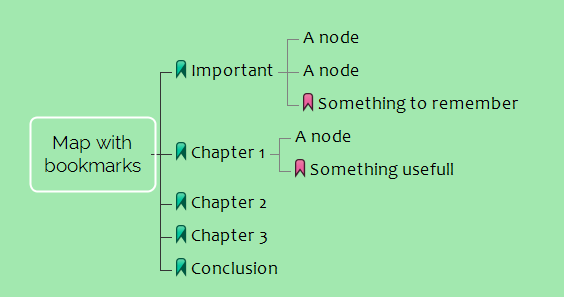 Map with
bookmarks
Important
A node
A node
Something to remember
Chapter 1
A node
Something usefull
Chapter 2
Chapter 3
Conclusion